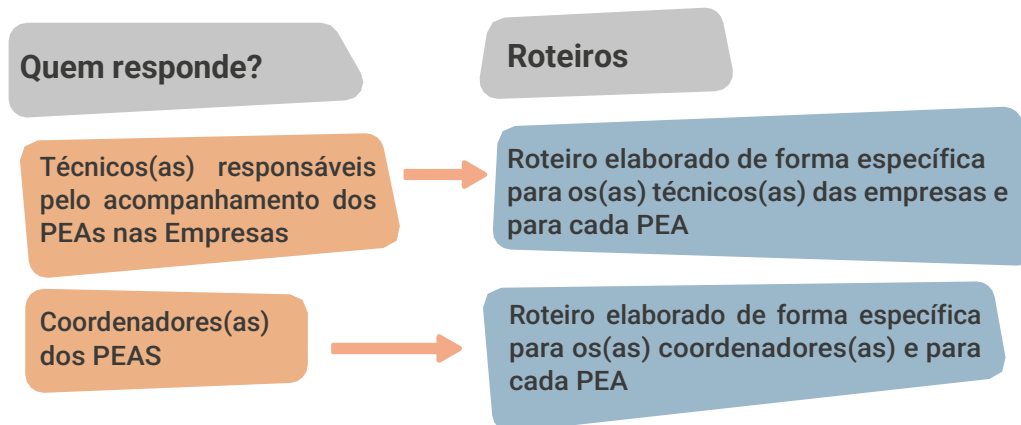 Quem responde?
Roteiros
Técnicos(as) responsáveis
pelo acompanhamento dos
PEAs nas Empresas
Roteiro elaborado de forma específica
para os(as) técnicos(as) das empresas e
para cada PEA
Coordenadores(as)
dos PEAS
Roteiro elaborado de forma específica
para os(as) coordenadores(as) e para
cada PEA